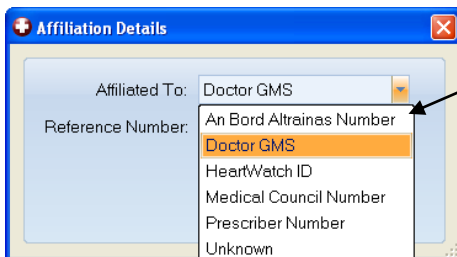 Affiliation Details
Affiliated To: Doctor GMS
Reference Number:
An Bord Altrainas Number
Doctor GMS
HeartWatch ID
Medical Council Number
Prescriber Number
Unknown